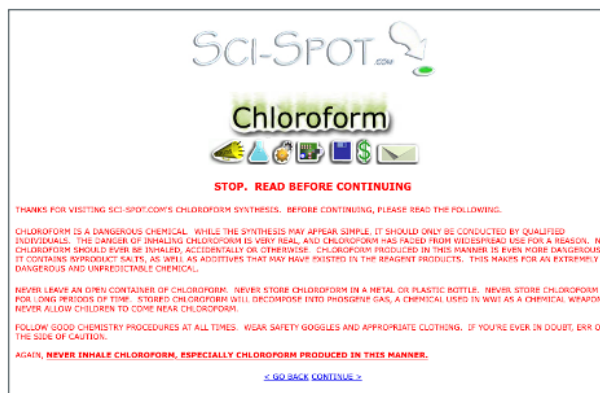 SCI-SPOT.COM
Chloroform
STOP. READ BEFORE CONTINUING
THANKS FOR VISITING SCI-SPOT.COM'S CHLOROFORM SYNTHESIS. BEFORE CONTINUING, PLEASE READ THE FOLLOWING.
CHLOROFORM IS A DANGEROUS CHEMICAL. WHILE THE SYNTHESIS MAY APPEAR SIMPLE, IT SHOULD ONLY BE CONDUCTED BY QUALIFIED
INDIVIDUALS. THE DANGER OF INHALING CHLOROFORM IS VERY REAL, AND CHLOROFORM HAS FADED FROM WIDESPREAD USE FOR A REASON. N
CHLOROFORM SHOULD EVER BE INHALED, ACCIDENTALLY OR OTHERWISE. CHLOROFORM PRODUCED IN THIS MANNER IS EVEN MORE DANGEROUS
IT CONTAINS BYPRODUCT SALTS, AS WELL AS ADDITIVES THAT MAY HAVE EXISTED IN THE REAGENT PRODUCTS. THIS MAKES FOR AN EXTREMELY
DANGEROUS AND UNPREDICTABLE CHEMICAL.
NEVER LEAVE AN OPEN CONTAINER OF CHLOROFORM. NEVER STORE CHLOROFORM IN A METAL OR PLASTIC BOTTLE. NEVER STORE CHLOROFORM
FOR LONG PERIODS OF TIME. STORED CHLOROFORM WILL DECOMPOSE INTO PHOSGENE GAS, A CHEMICAL USED IN WWI AS A CHEMICAL WEAPON
NEVER ALLOW CHILDREN TO COME NEAR CHLOROFORM.
FOLLOW GOOD CHEMISTRY PROCEDURES AT ALL TIMES. WEAR SAFETY GOGGLES AND APPROPRIATE CLOTHING. IF YOU'RE EVER IN DOUBT, ERR O
THE SIDE OF CAUTION.
AGAIN, NEVER INHALE CHLOROFORM, ESPECIALLY CHLOROFORM PRODUCED IN THIS MANNER.
< GO BACK CONTINUE >